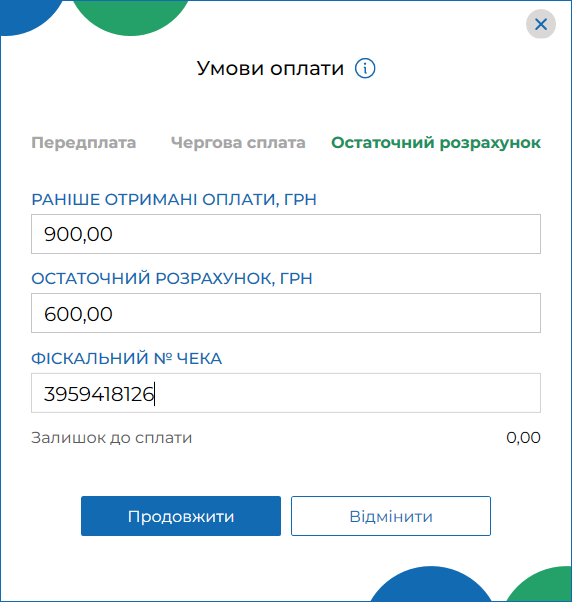 Умови оплати
Передплата Чергова сплата Остаточний розрахунок
РАНІШЕ ОТРИМАНІ ОПЛАТИ, ГРН
900,00
ОСТАТОЧНИЙ РОЗРАХУНОК, ГРН
600,00
ФІСКАЛЬНИЙ № ЧЕКА
3959418126
Залишок до сплати 0,00
Продовжити Відмінити